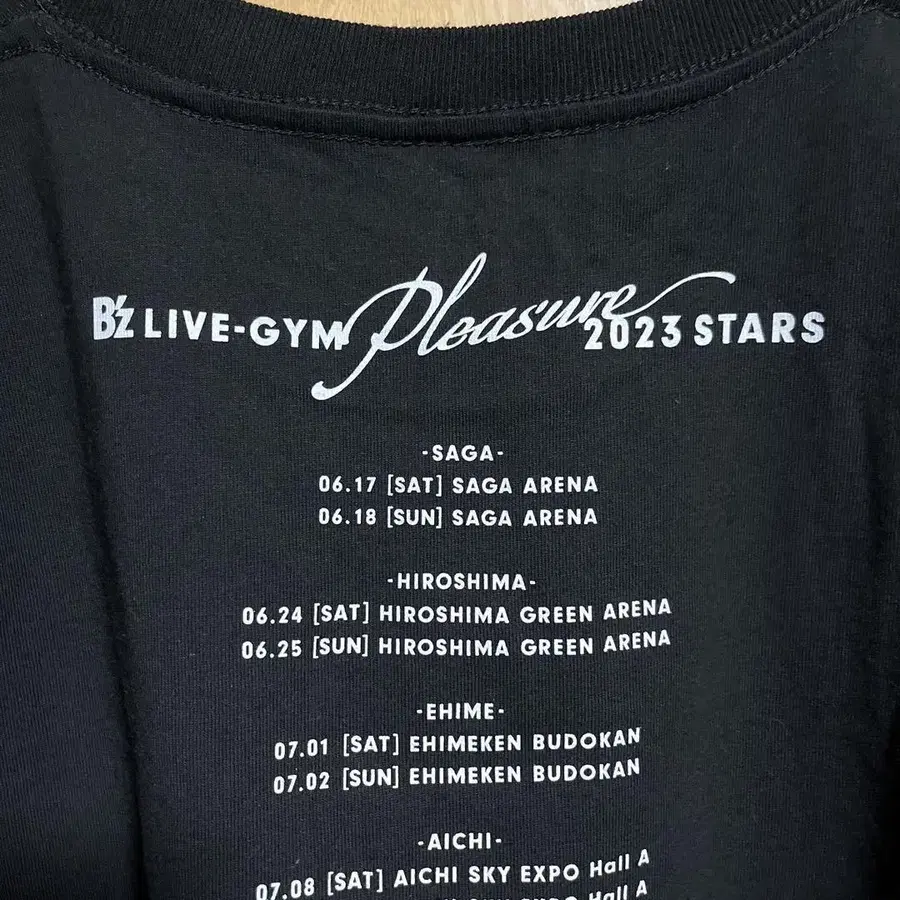 B'z LIVE-GYM Pleasure 2023 STARS
-SAGA-
06.17 [SAT] SAGA ARENA
06.18 [SUN] SAGA ARENA
-HIROSHIMA-
06.24 [SAT] HIROSHIMA GREEN ARENA
06.25 [SUN] HIROSHIMA GREEN ARENA
-EHIME-
07.01 [SAT] EHIMEKEN BUDOKAN
07.02 [SUN] EHIMEKEN BUDOKAN
-AICHI-
07.08 [SAT] AICHI SKY EXPO Hall A
EXPO Hall A